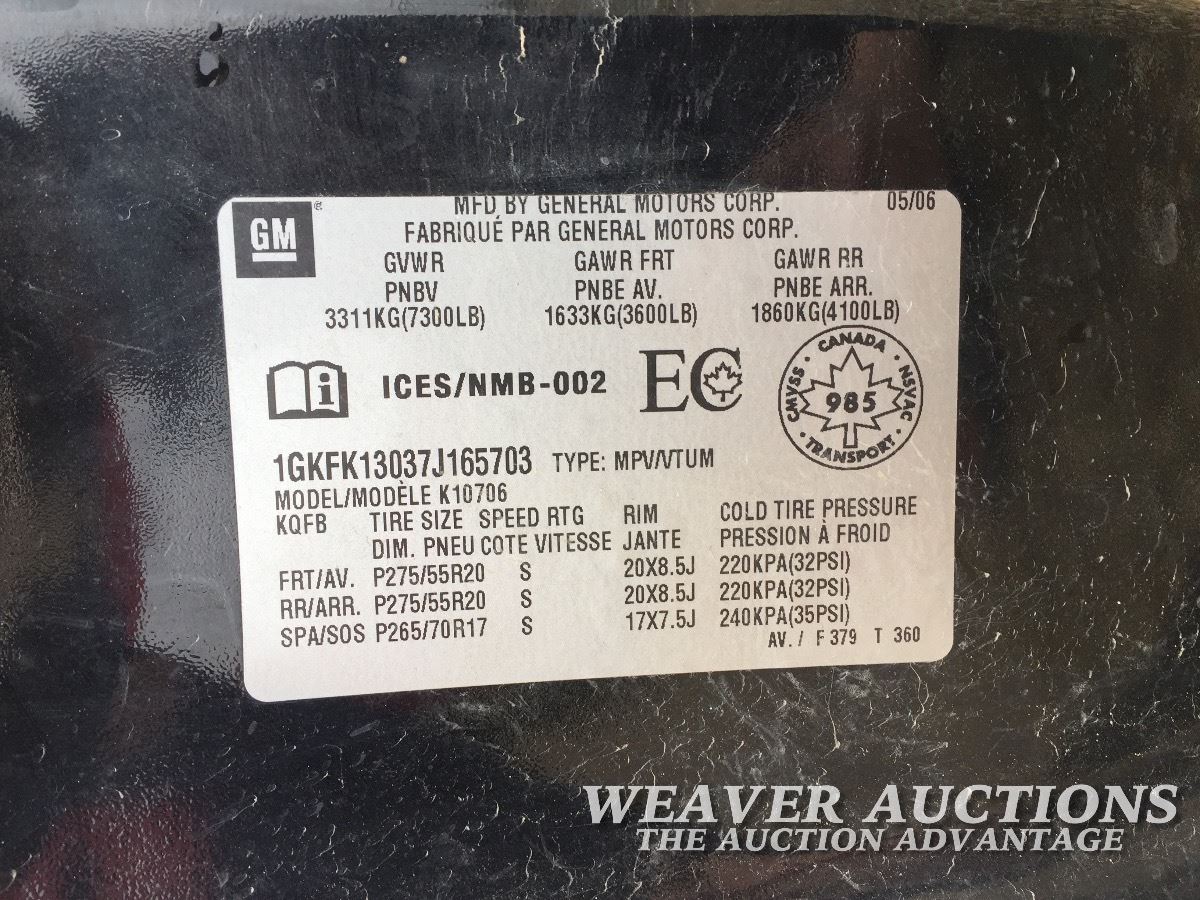 GM
MFD BY GENERAL MOTORS CORP. 05/06
FABRIQUÉ PAR GENERAL MOTORS CORP.
GVWR GAWR FRT GAWR RR
PNBV PNBE AV. PNBE ARR.
3311KG(7300LB) 1633KG(3600LB) 1860KG(4100LB)
i ICES/NMB-002 EC
CANADA
CMVSS 985 NSVAC
TRANSPORT
1GKFK13037J165703 TYPE: MPV/VTUM
MODEL/MODÈLE K10706
KQFB TIRE SIZE SPEED RTG RIM COLD TIRE PRESSURE
DIM. PNEU COTE VITESSE JANTE PRESSION À FROID
FRT/AV. P275/55R20 S 20X8.5J 220KPA(32PSI)
RR/ARR. P275/55R20 S 20X8.5J 220KPA(32PSI)
SPA/SOS P265/70R17 S 17X7.5J 240KPA(35PSI)
AV. / F 379 T 360
WEAVER AUCTIONS
THE AUCTION ADVANTAGE